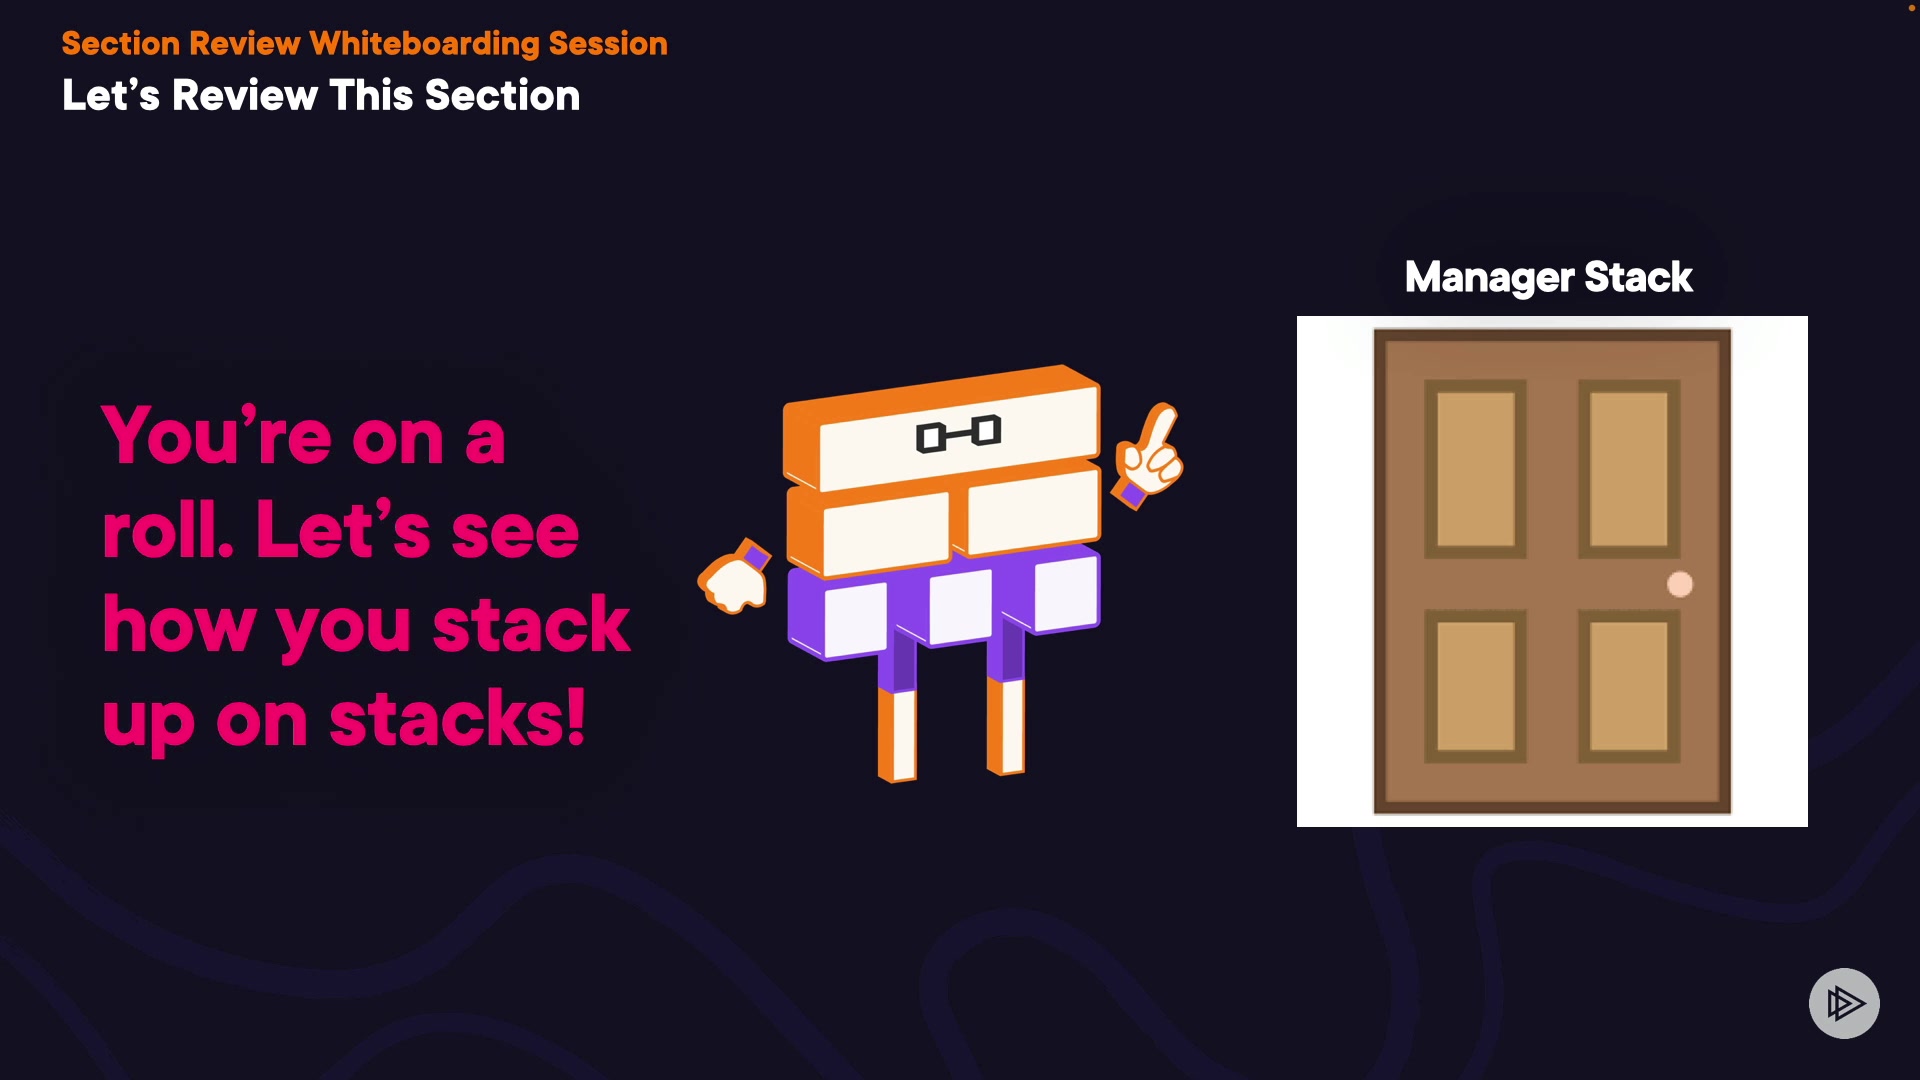 Section Review Whiteboarding Session
Let’s Review This Section
Manager Stack
You’re on a
roll. Let’s see
how you stack
up on stacks!